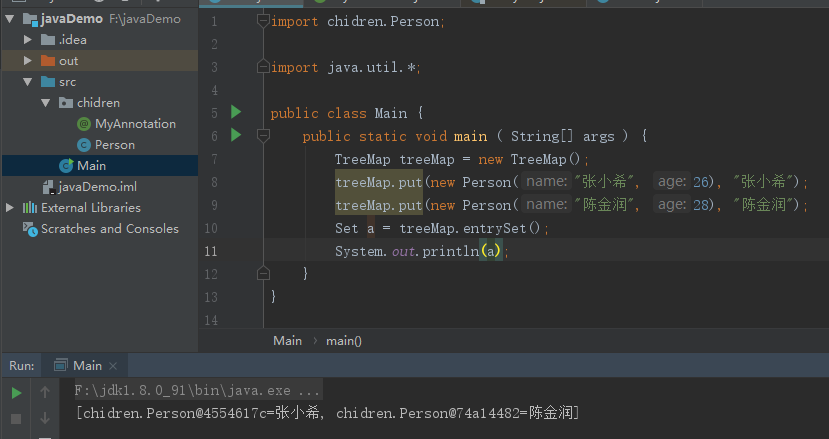 javaDemo F:\javaDemo
.idea
out
src
chidren
MyAnnotation
Person
Main
javaDemo.iml
External Libraries
Scratches and Consoles
1 import chidren.Person;
2
3 import java.util.*;
4
5 public class Main {
6 public static void main ( String[] args ) {
7 TreeMap treeMap = new TreeMap();
8 treeMap.put(new Person( name: "张小希", age: 26), "张小希");
9 treeMap.put(new Person( name: "陈金润", age: 28), "陈金润");
10 Set a = treeMap.entrySet();
11 System.out.println(a);
12 }
13 }
14
Main › main()
Run: Main ×
F:\jdk1.8.0_91\bin\java.exe ...
[chidren.Person@4554617c=张小希, chidren.Person@74a14482=陈金润]